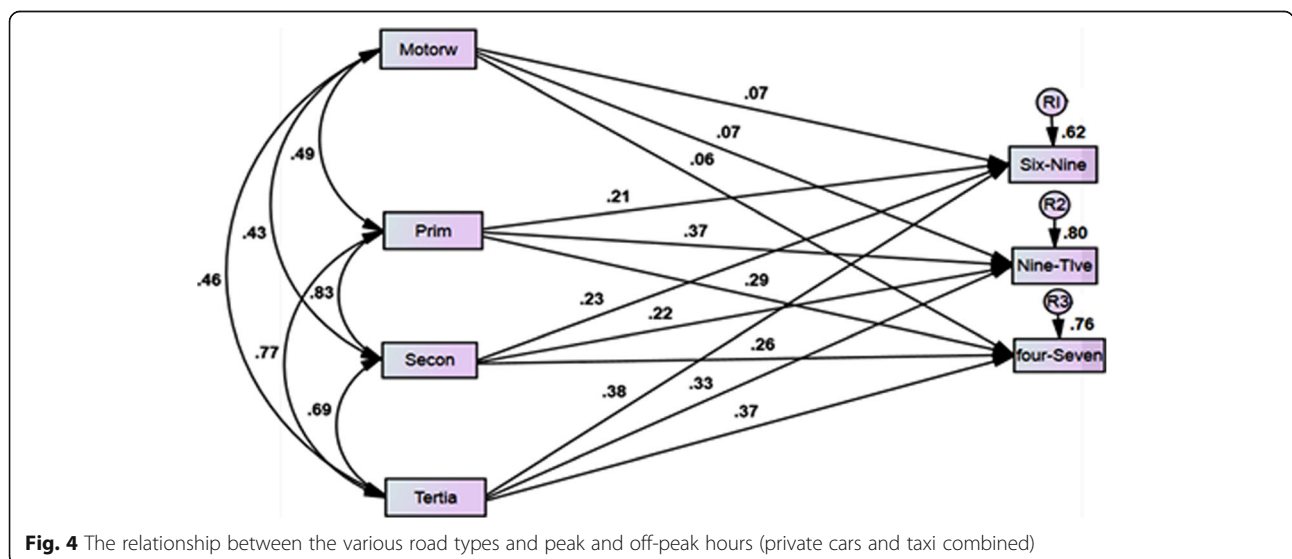 Motorw
.07
RI
.62
.07
.49
.06
Six-Nine
.21
R2
Prim
.37
.80
.43
Nine-Tlve
.46
.83
.29
R3
.23
.22
.76
.77
Secon
.26
four-Seven
.38
.33
.69
.37
Tertia
Fig. 4 The relationship between the various road types and peak and off-peak hours (private cars and taxi combined)